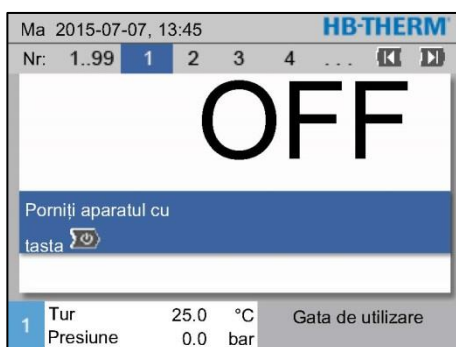 Ma 2015-07-07, 13:45 HB-THERM
Nr: 1..99 1 2 3 4 ...
OFF
Porniți aparatul cu
tasta
1 Tur 25.0 °C Gata de utilizare
Presiune 0.0 bar